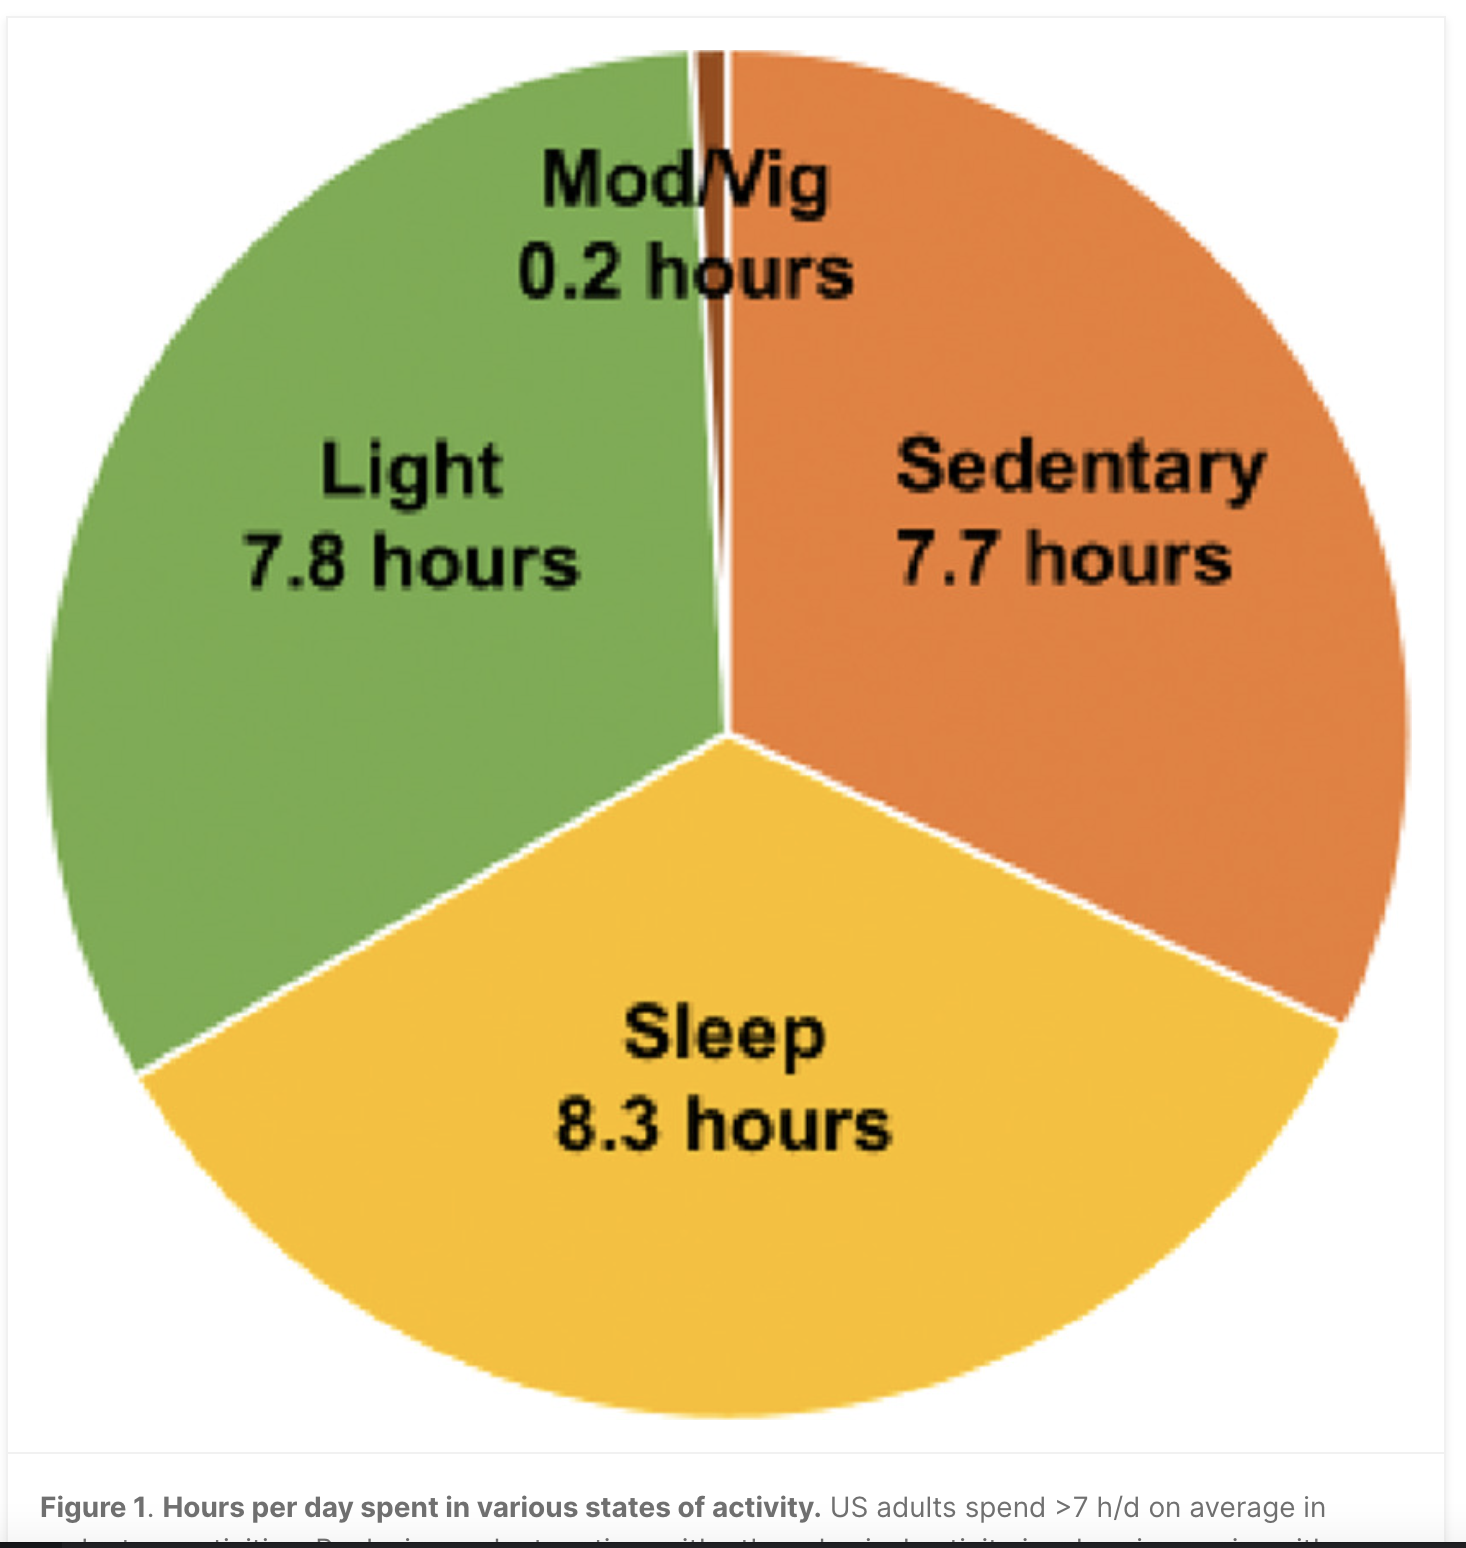 Mod/Vig
0.2 hours
Light
7.8 hours
Sedentary
7.7 hours
Sleep
8.3 hours
Figure 1. Hours per day spent in various states of activity. US adults spend >7 h/d on average in